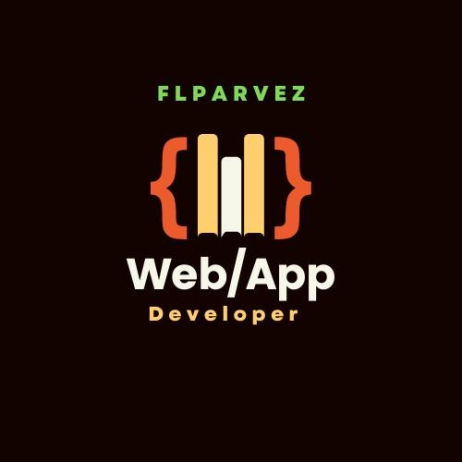 FLPARVEZ
{ }
Web/App
Developer